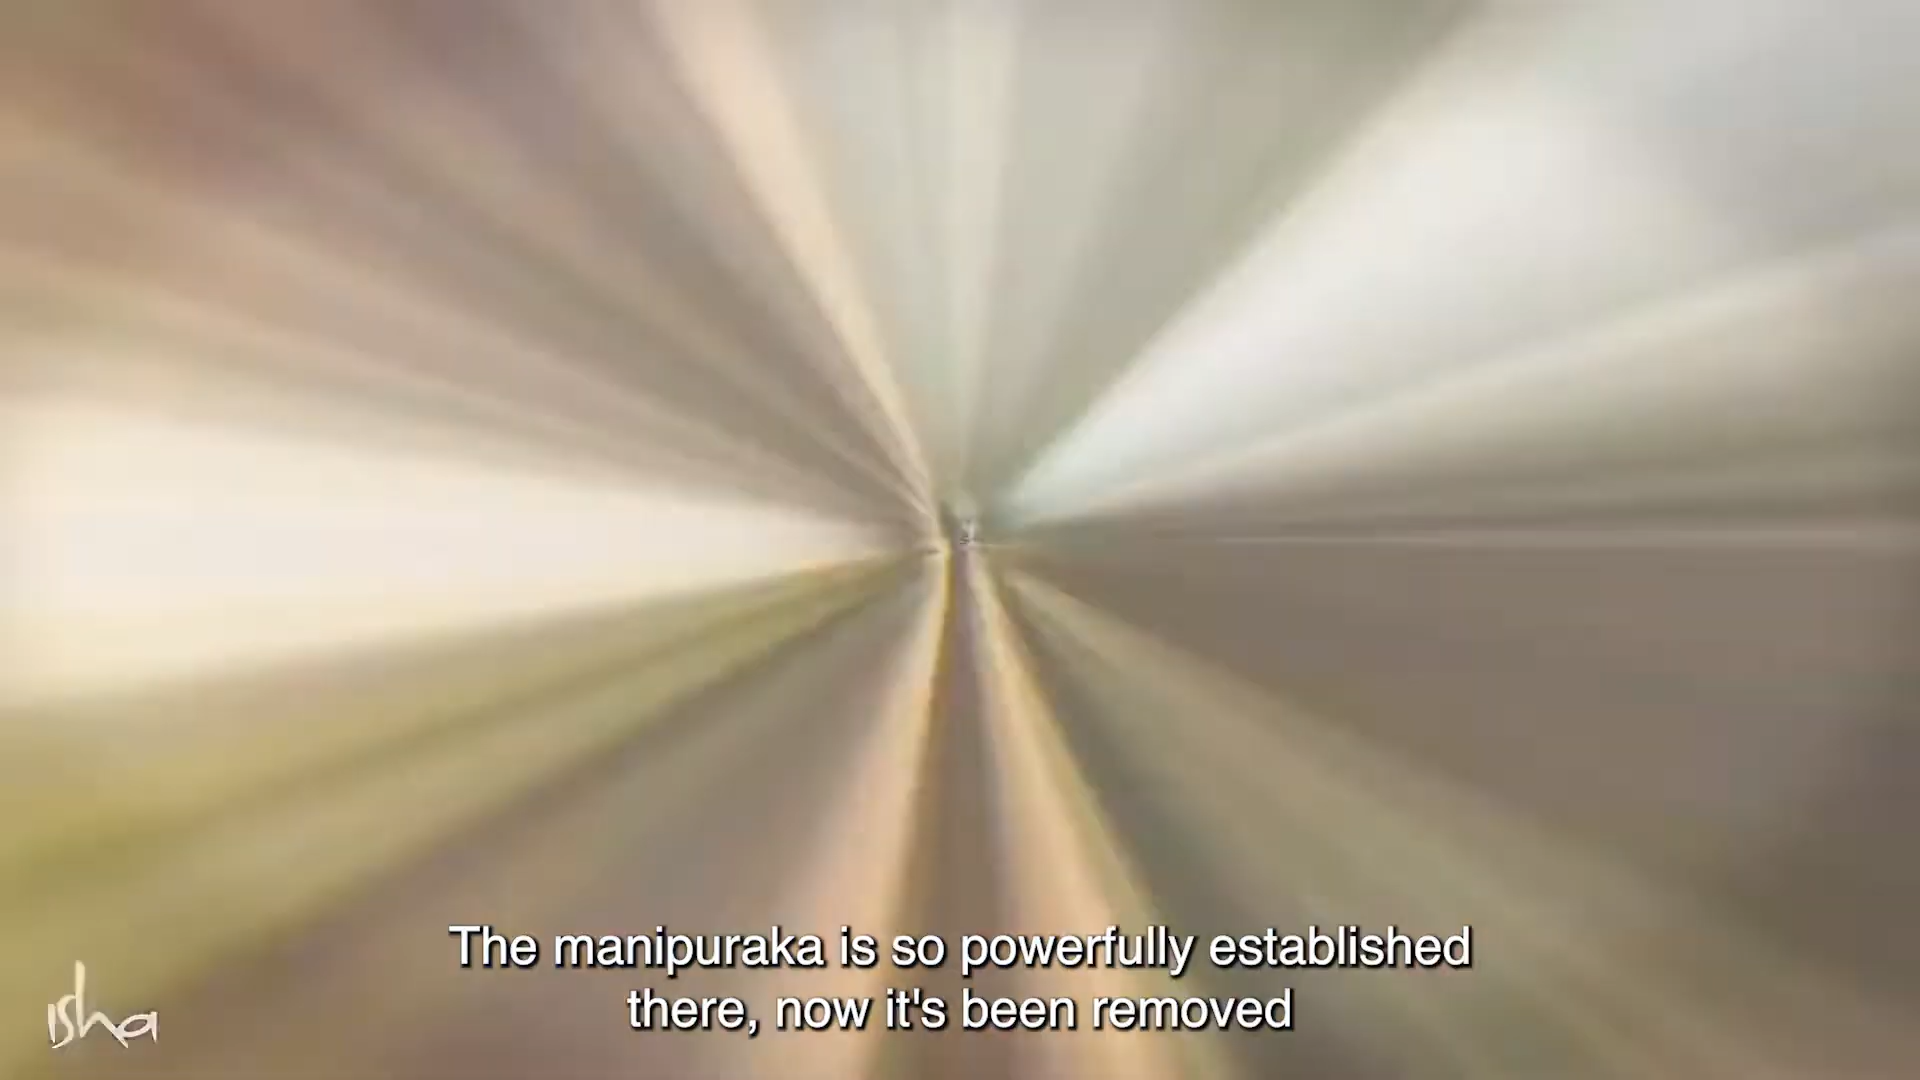 The manipuraka is so powerfully established
there, now it's been removed
isha